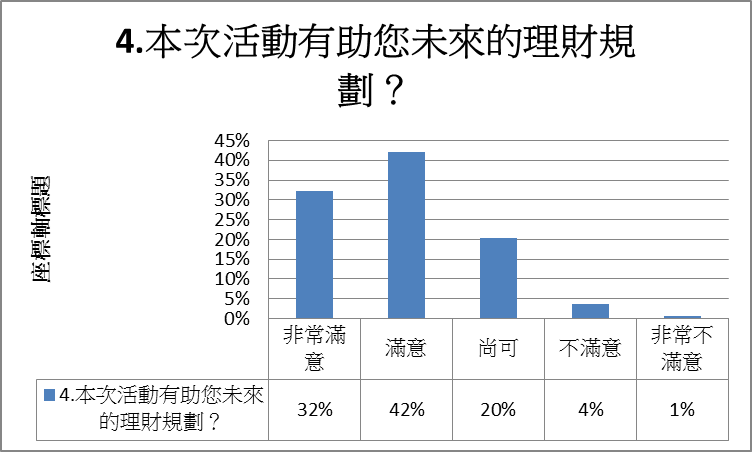 4.本次活動有助您未來的理財規
劃？
座標軸標題
45%
40%
35%
30%
25%
20%
15%
10%
5%
0%
非常滿 滿意 尚可 不滿意 非常不
意 滿意
4.本次活動有助您未來
的理財規劃？
32% 42% 20% 4% 1%